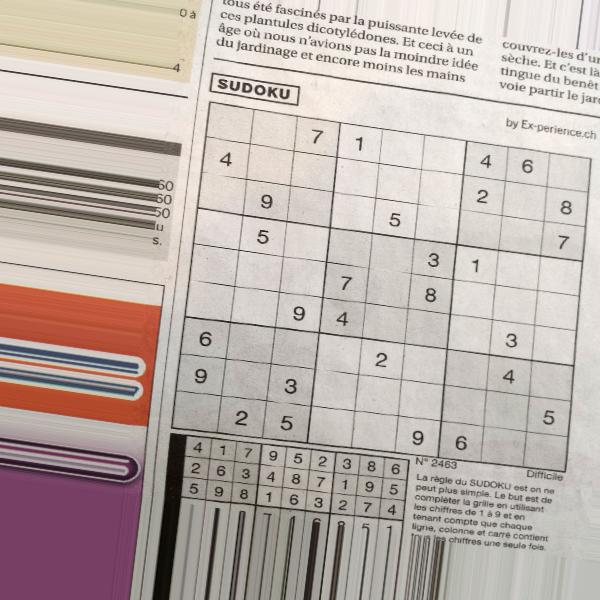 0 à
4
60
60
50
u
s.
tous été fascinés par la puissante levée de
ces plantules dicotylédones. Et ceci à un
âge où nous n'avions pas la moindre idée
du jardinage et encore moins les mains
couvrez-les d'un
sèche. Et c'est là
tingue du benêt
voie partir le jar
SUDOKU
by Ex-perience.ch
7 1 4 6
4 2 8
9 5 7
5 3 1
7 8
9 4 3
6 2 4
9 3 5
2 5 9 6
4 1 7 9 5 2 3 8 6
2 6 3 4 8 7 1 9 5
5 9 8 1 6 3 2 7 4
N° 2463
Difficile
La règle du SUDOKU est on ne
peut plus simple. Le but est de
compléter la grille en utilisant
les chiffres de 1 à 9 et en
tenant compte que chaque
ligne, colonne et carré contient
tous les chiffres une seule fois.